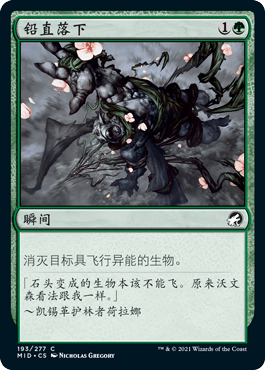 铅直落下 1
瞬间
消灭目标具飞行异能的生物。
「石头变成的生物本该不能飞。原来沃文
森看法跟我一样。」
～凯锡革护林者荷拉娜
193/277 C
MID • CS NICHOLAS GREGORY
™ & © 2021 Wizards of the Coast